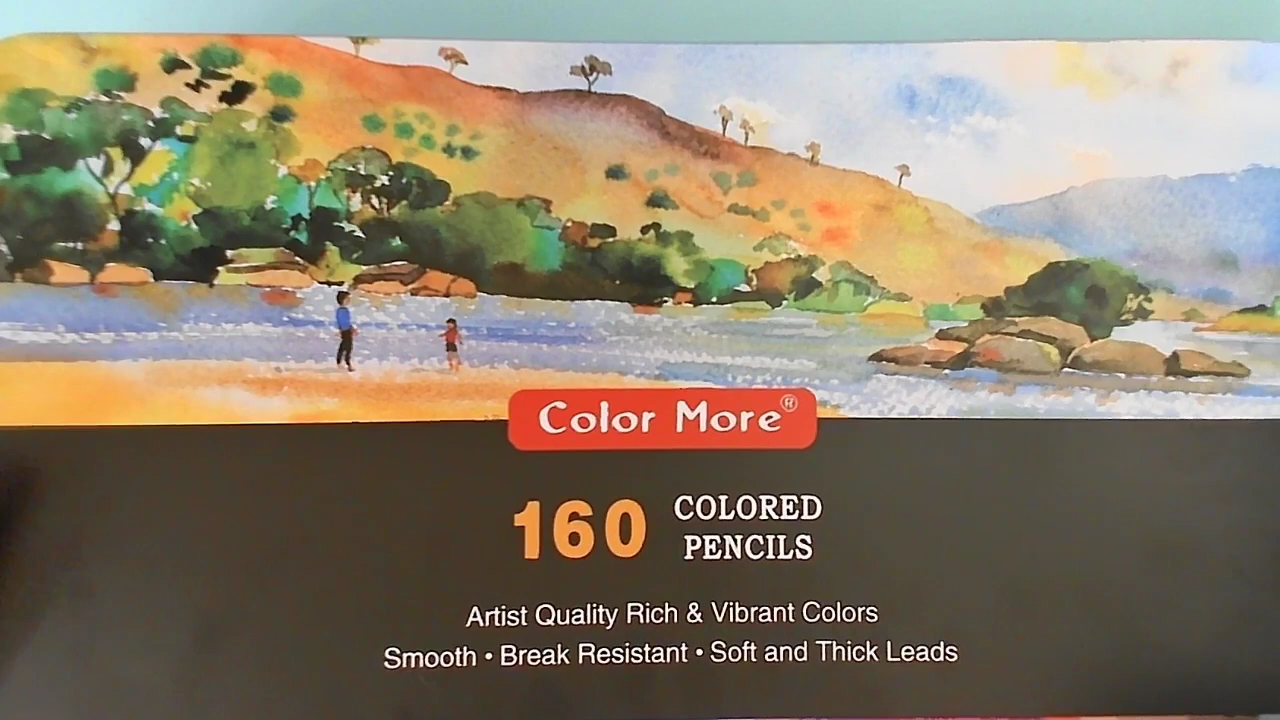 Color More®
160 COLORED
PENCILS
Artist Quality Rich & Vibrant Colors
Smooth • Break Resistant • Soft and Thick Leads